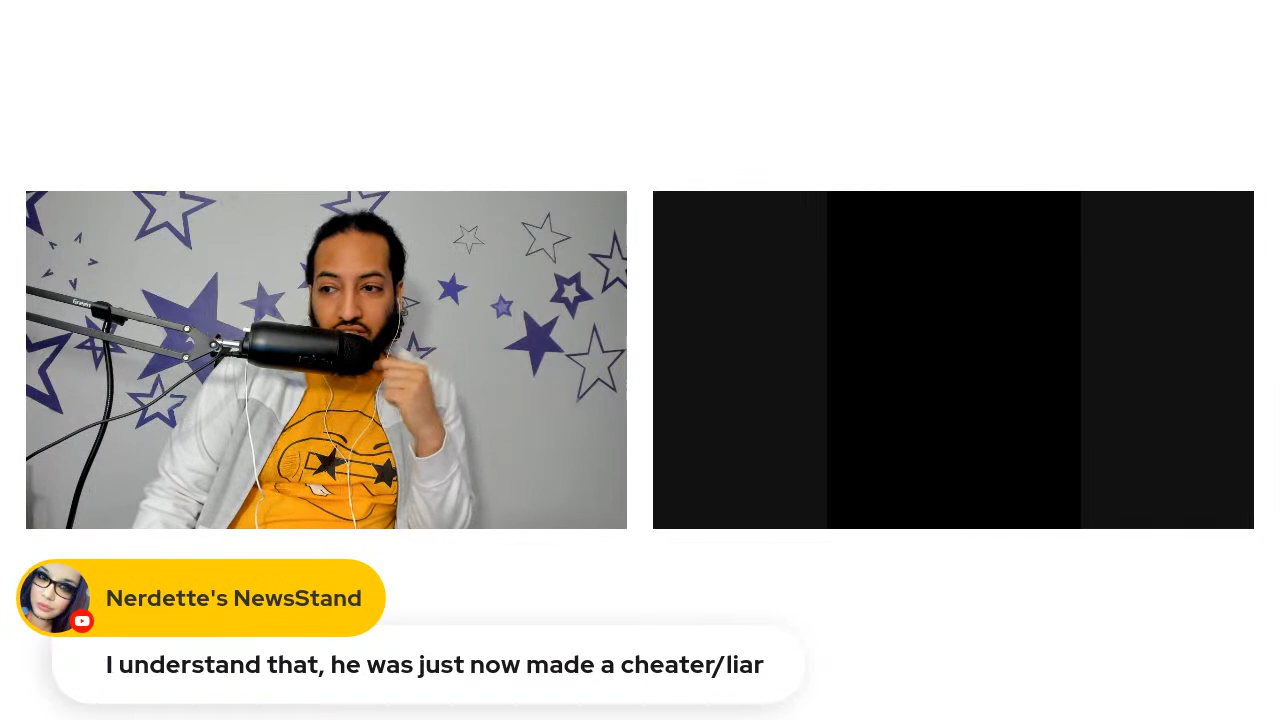 Nerdette's NewsStand
I understand that, he was just now made a cheater/liar